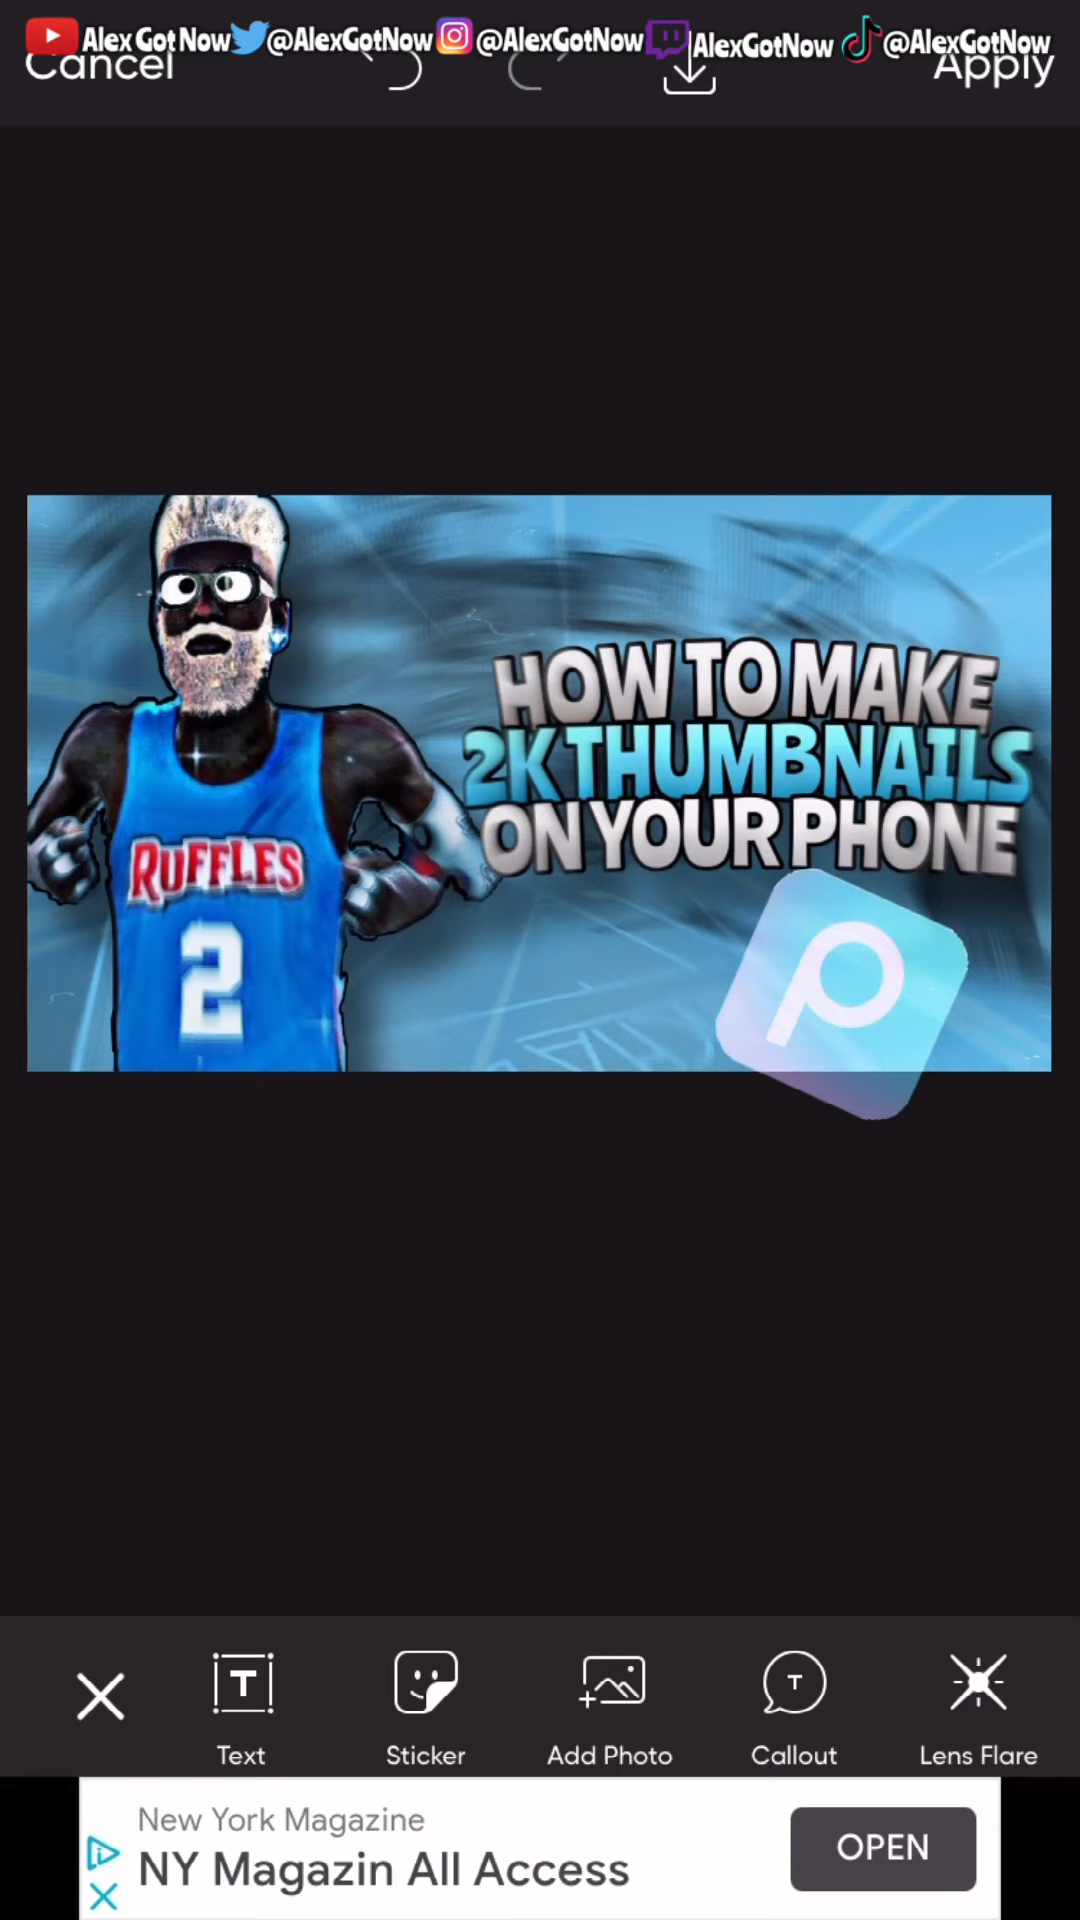 Alex Got Now @AlexGotNow @AlexGotNow AlexGotNow @AlexGotNow
Cancel Apply
HOW TO MAKE
2K THUMBNAILS
ON YOUR PHONE
RUFFLES
2
P
T T
Text Sticker Add Photo Callout Lens Flare
New York Magazine
NY Magazin All Access
OPEN